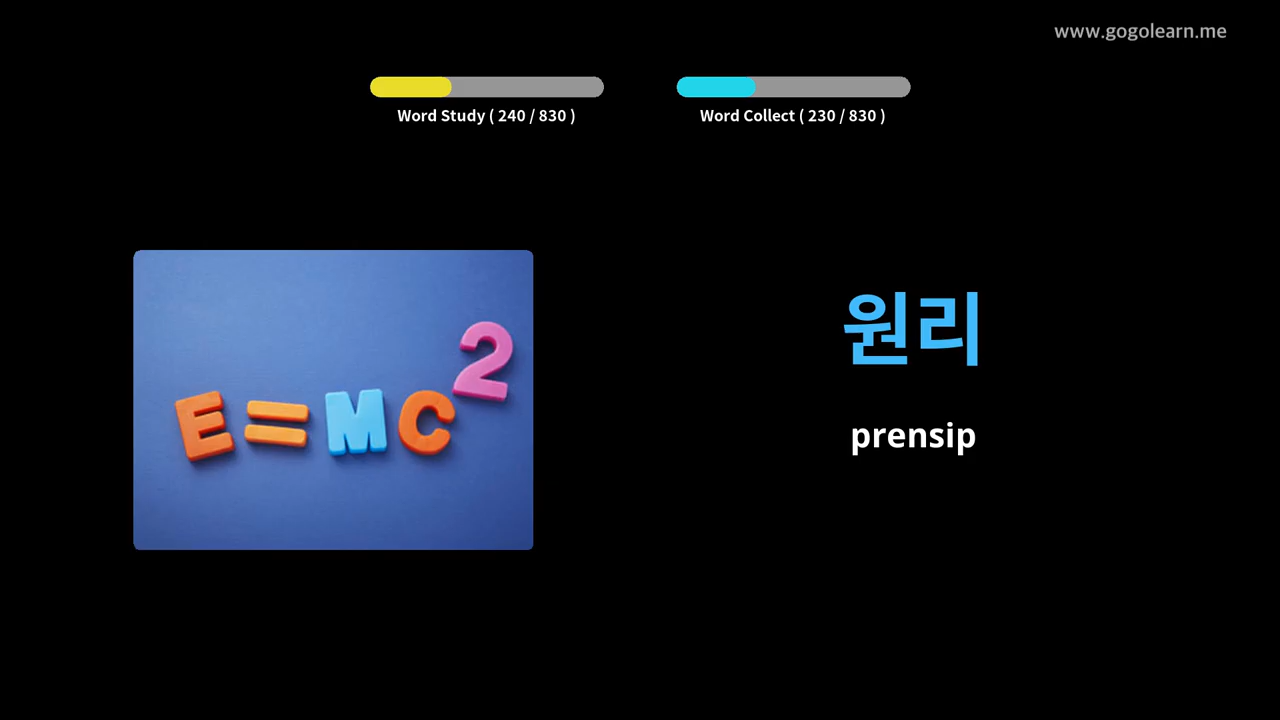 www.gogolearn.me
Word Study ( 240 / 830 )
Word Collect ( 230 / 830 )
E=MC2
원리
prensip